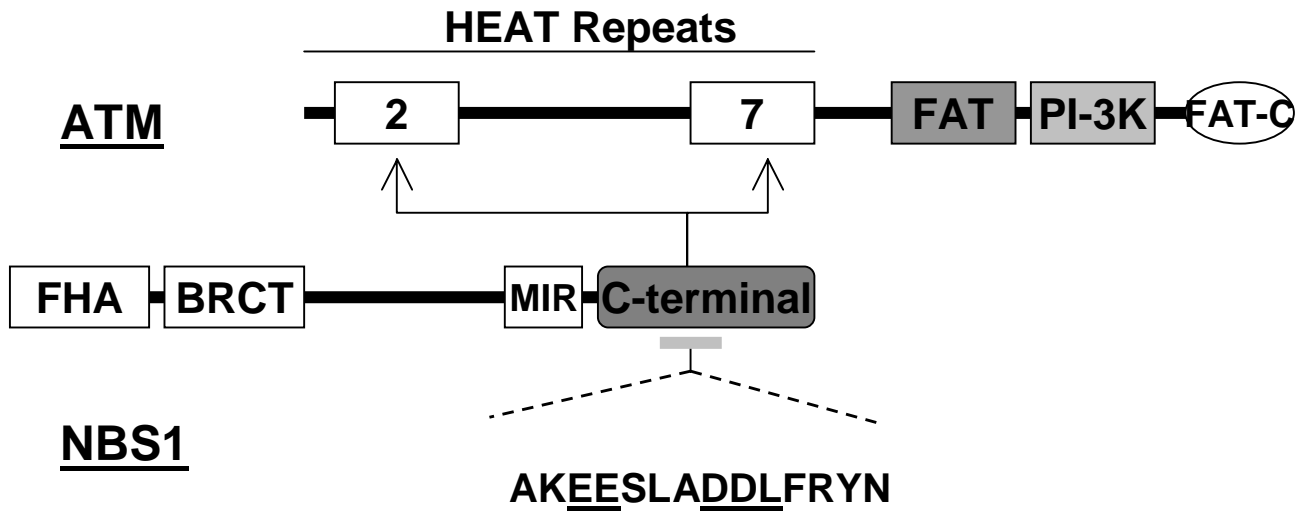 HEAT Repeats
ATM
2 7 FAT PI-3K FAT-C
FHA BRCT MIR C-terminal
NBS1
AKEESLADDLFRYN